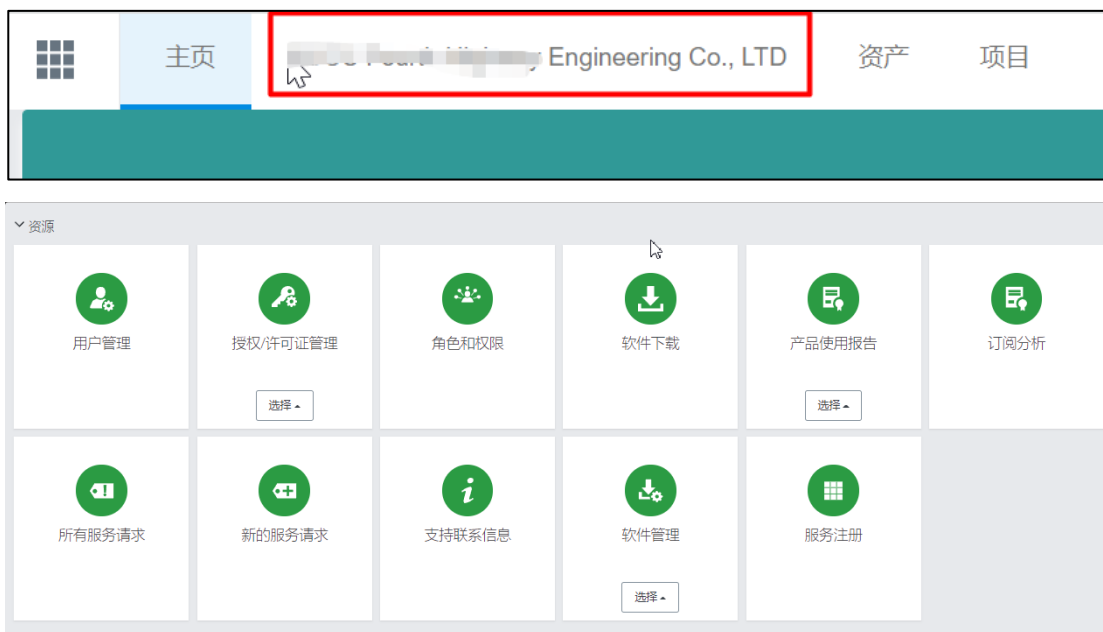 主页
Engineering Co., LTD
资产
项目
资源
用户管理
授权/许可证管理
角色和权限
软件下载
产品使用报告
订阅分析
选择
选择
所有服务请求
新的服务请求
支持联系信息
软件管理
服务注册
选择